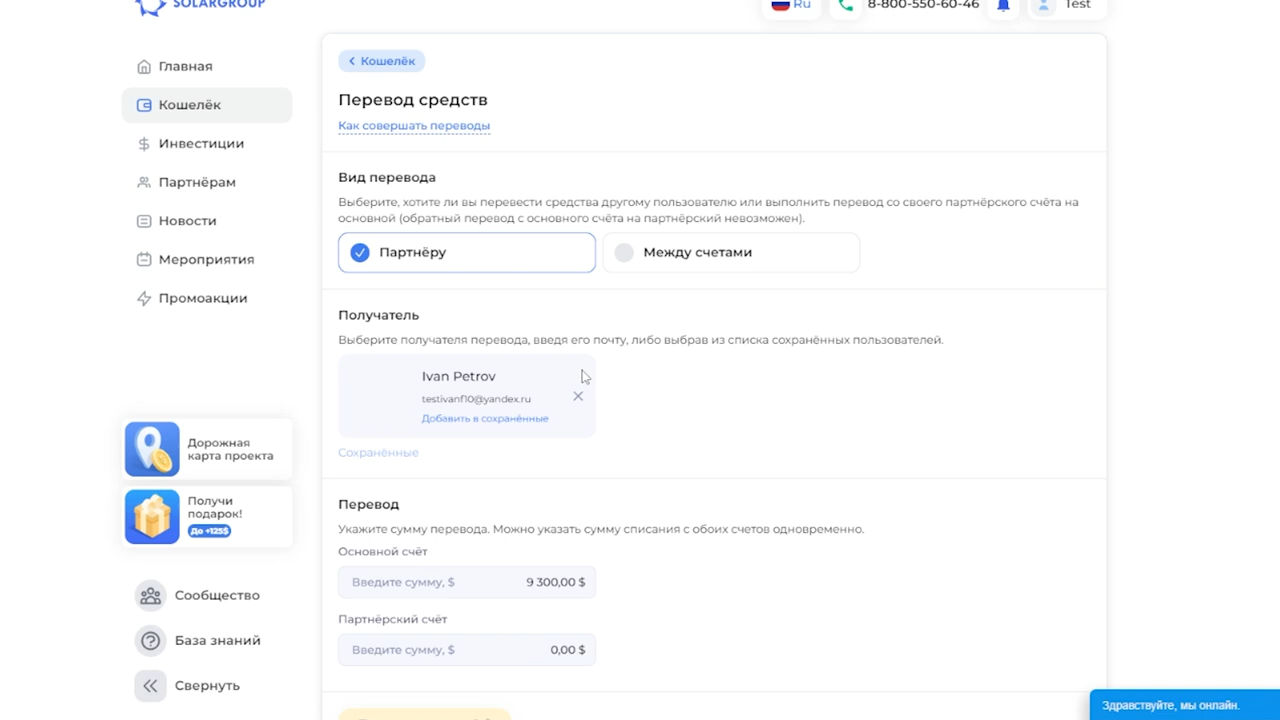 SOLARGROUP
Ru
8-800-550-60-46
Test
Главная
Кошелёк
Инвестиции
Партнёрам
Новости
Мероприятия
Промоакции
Дорожная
карта проекта
Получи
подарок!
До +125$
Сообщество
База знаний
Свернуть
Кошелёк
Перевод средств
Как совершать переводы
Вид перевода
Выберите, хотите ли вы перевести средства другому пользователю или выполнить перевод со своего партнёрского счёта на
основной (обратный перевод с основного счёта на партнёрский невозможен).
Партнёру
Между счетами
Получатель
Выберите получателя перевода, введя его почту, либо выбрав из списка сохранённых пользователей.
Ivan Petrov
testivanf10@yandex.ru
Добавить в сохранённые
Сохранённые
Перевод
Укажите сумму перевода. Можно указать сумму списания с обоих счетов одновременно.
Основной счёт
Введите сумму, $ 9 300,00 $
Партнёрский счёт
Введите сумму, $ 0,00 $
Здравствуйте, мы онлайн.